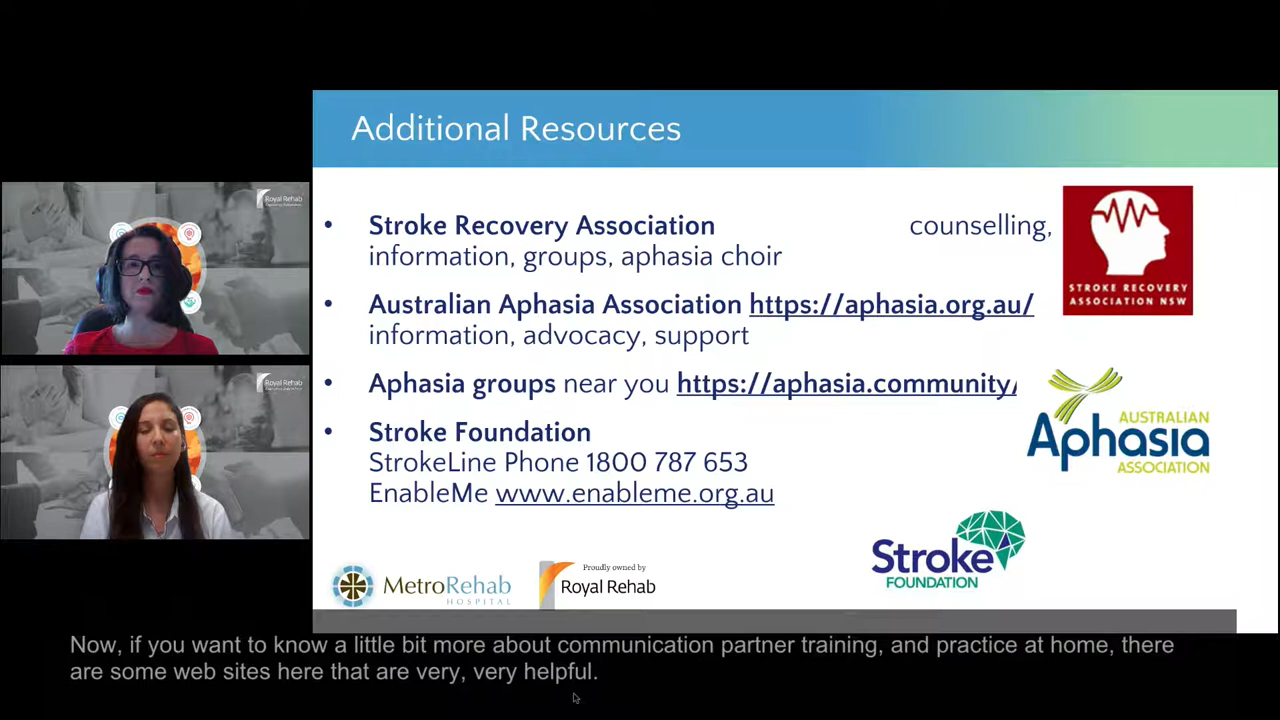 Additional Resources
• Stroke Recovery Association counselling,
information, groups, aphasia choir
• Australian Aphasia Association https://aphasia.org.au/
information, advocacy, support
• Aphasia groups near you https://aphasia.community/
• Stroke Foundation
StrokeLine Phone 1800 787 653
EnableMe www.enableme.org.au
STROKE RECOVERY
ASSOCIATION NSW
AUSTRALIAN
Aphasia
ASSOCIATION
Stroke
FOUNDATION
MetroRehab
HOSPITAL
Proudly owned by
Royal Rehab
Royal Rehab
Royal Rehab
Now, if you want to know a little bit more about communication partner training, and practice at home, there
are some web sites here that are very, very helpful.